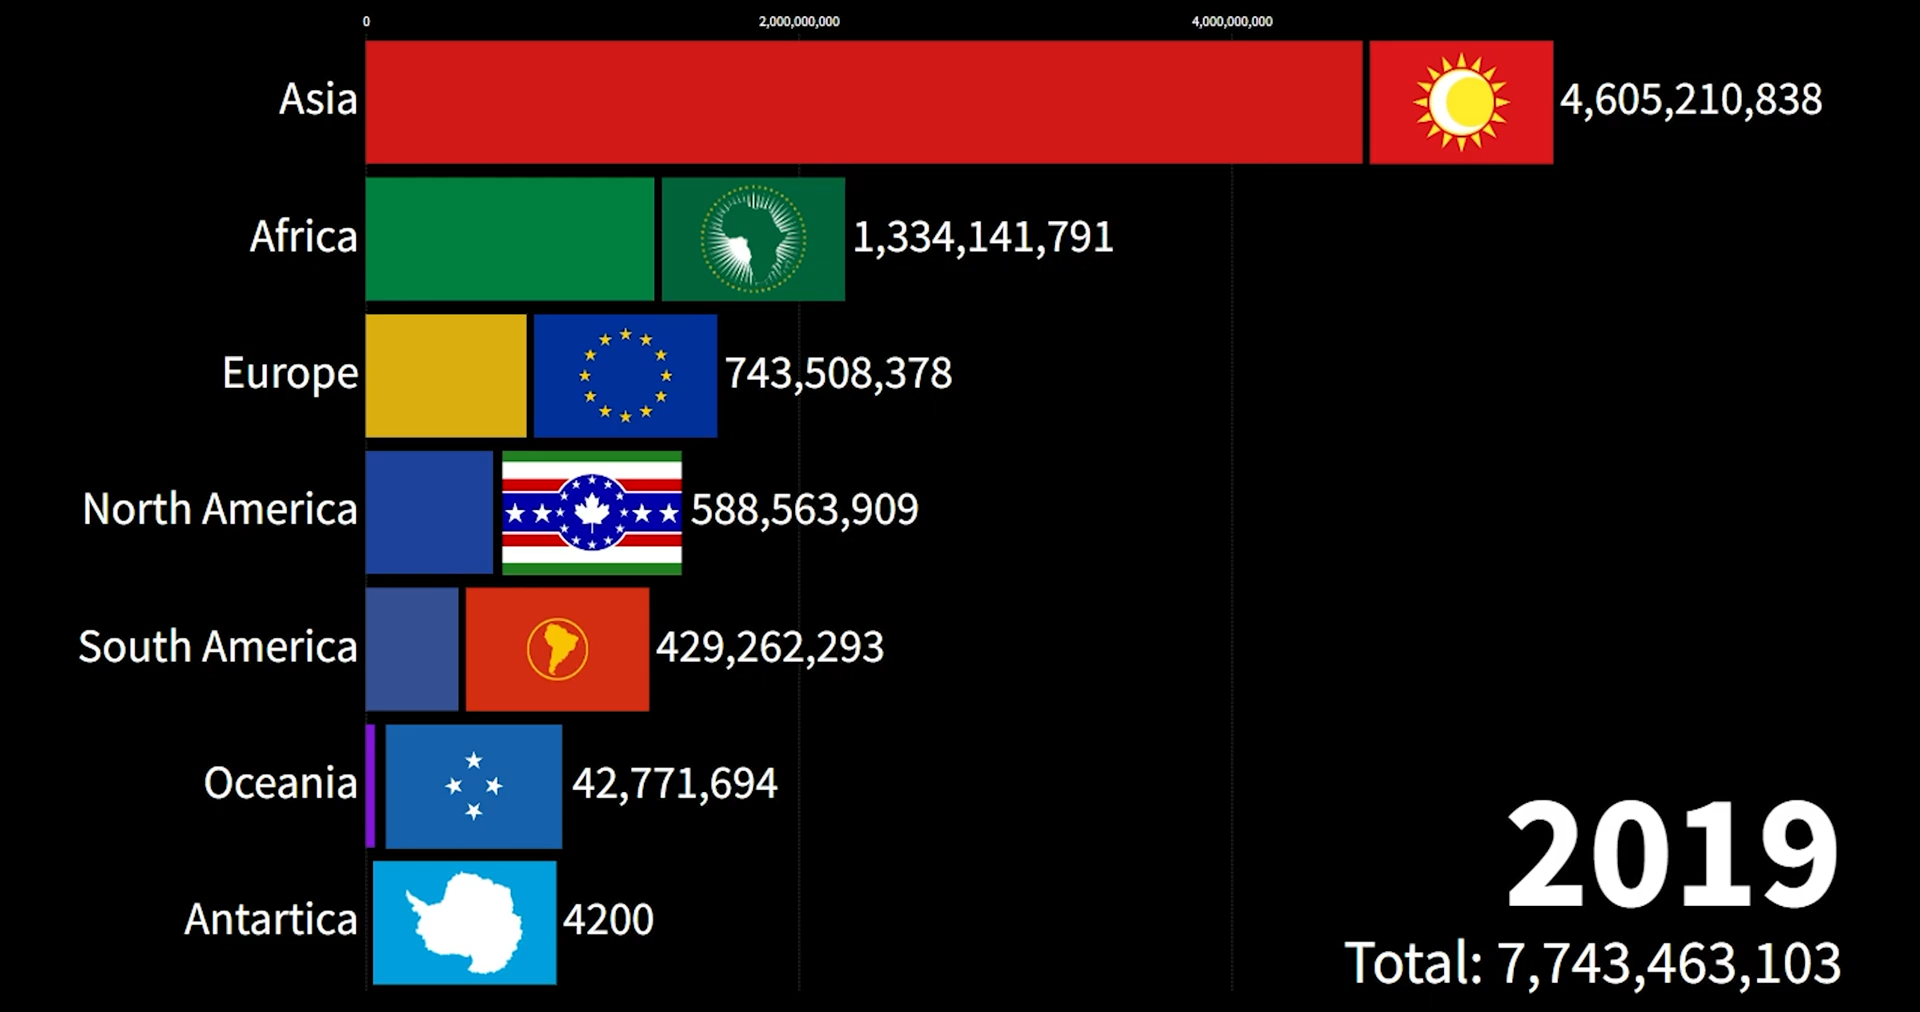 0 2,000,000,000 4,000,000,000
Asia 4,605,210,838
Africa 1,334,141,791
Europe 743,508,378
North America 588,563,909
South America 429,262,293
Oceania 42,771,694
Antartica 4200
2019
Total: 7,743,463,103